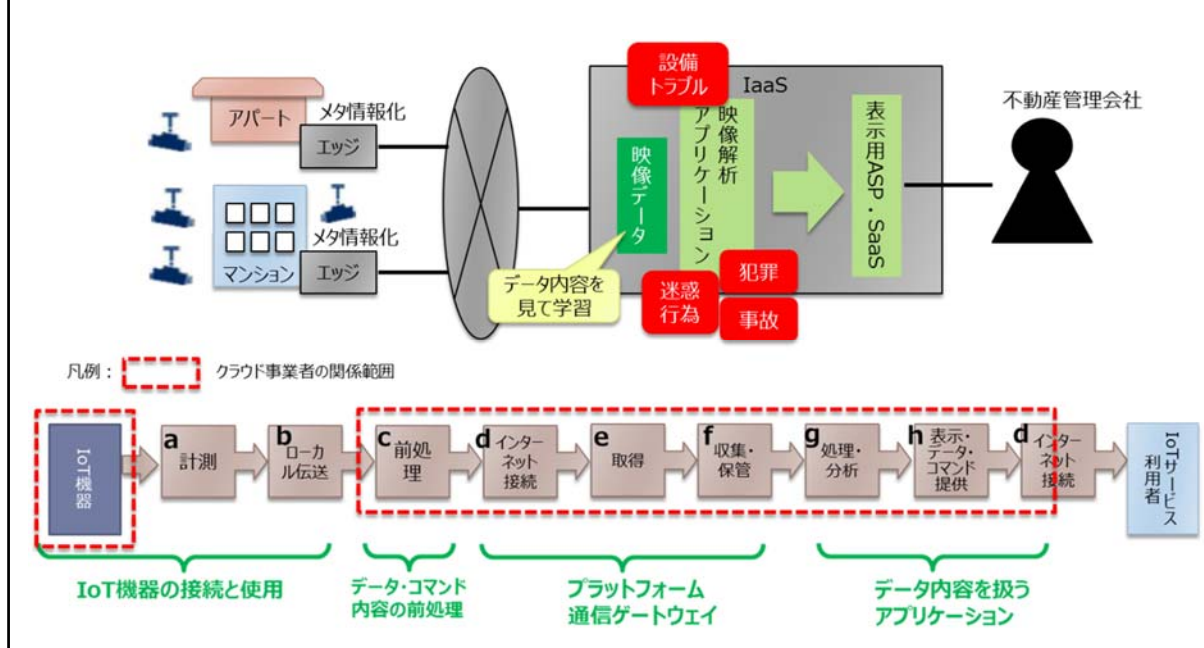 設備
トラブル
IaaS
不動産管理会社
アパート
メタ情報化
エッジ
映像データ
映像解析
アプリケーション
表示用ASP・SaaS
マンション
メタ情報化
エッジ
データ内容を
見て学習
迷惑
行為
犯罪
事故
凡例:
クラウド事業者の関係範囲
IoT機器
a
計測
b
ローカ
ル伝送
c
前処
理
d
インター
ネット
接続
e
取得
f
収集・
保管
g
処理・
分析
h
表示・
データ・
コマンド
提供
d
インター
ネット
接続
IoTサービス
利用者
IoT機器の接続と使用
データ・コマンド
内容の前処理
プラットフォーム
通信ゲートウェイ
データ内容を扱う
アプリケーション